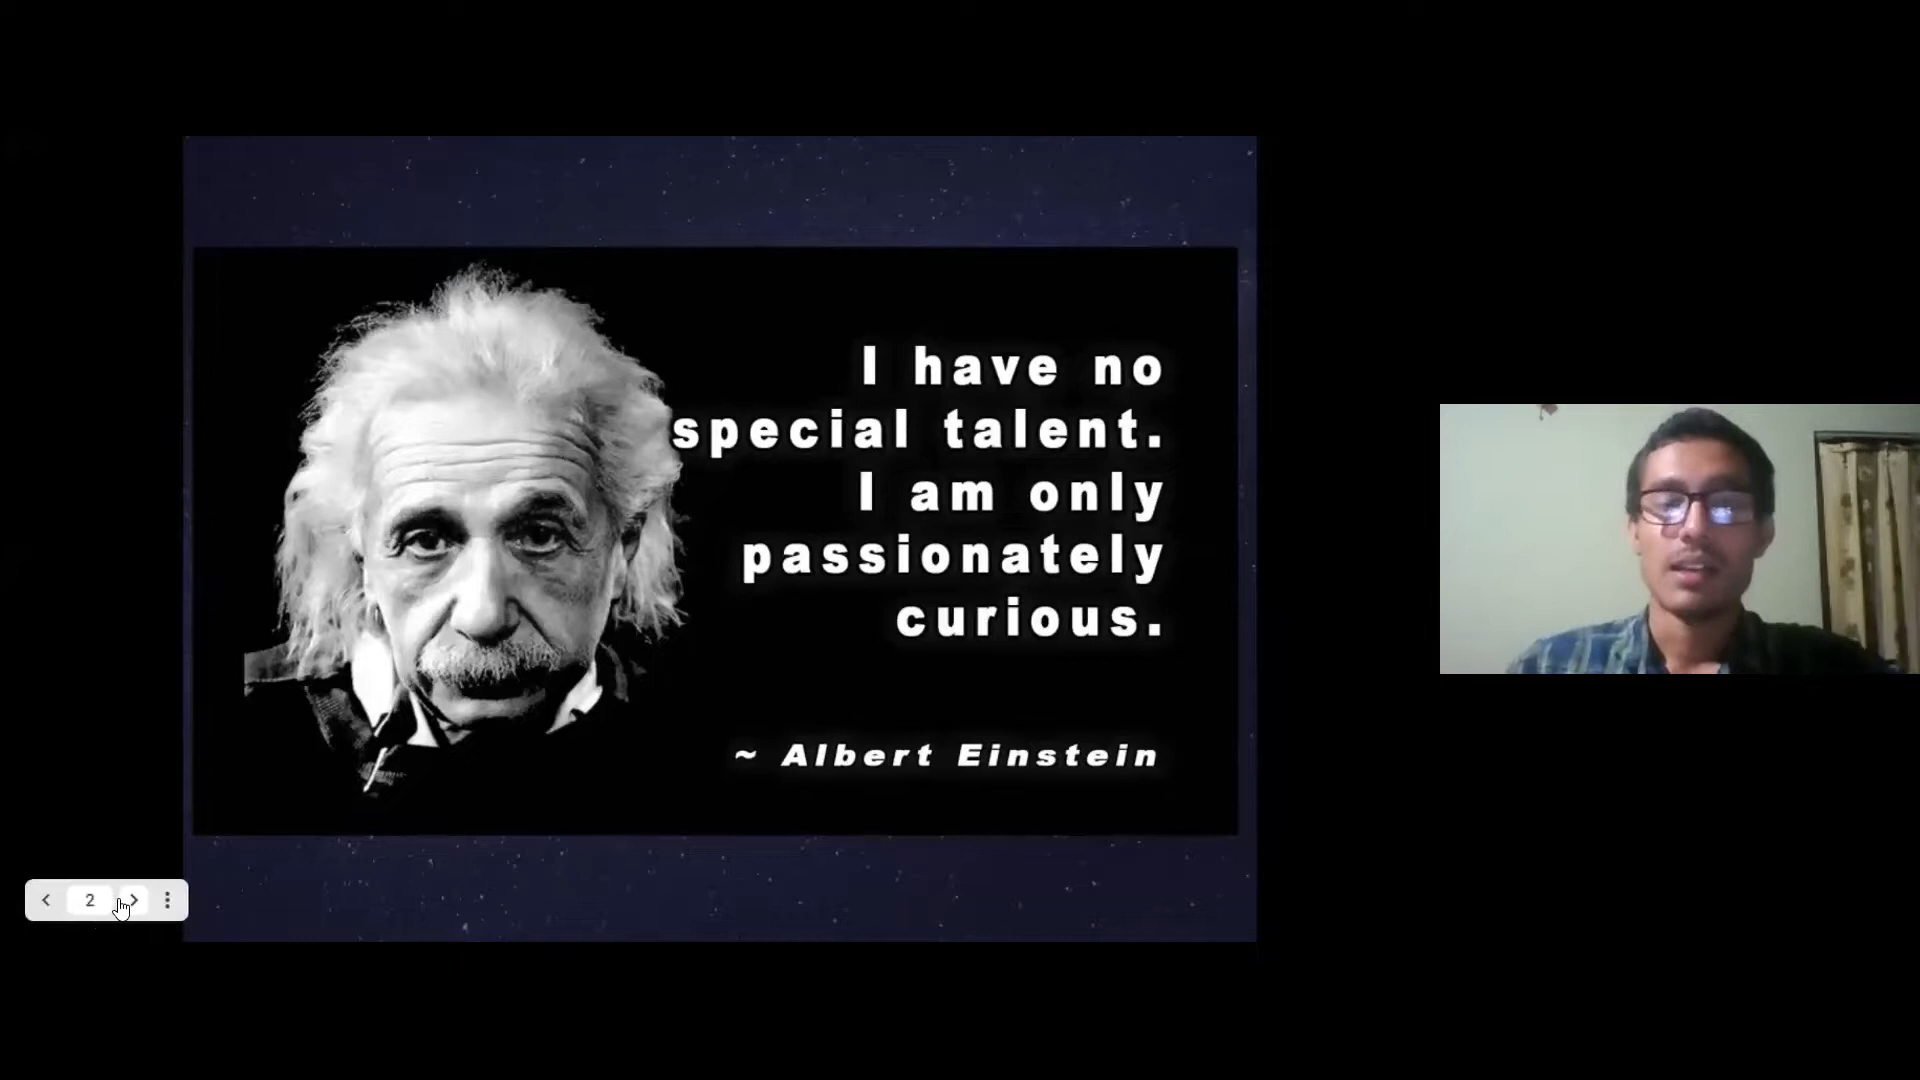 I have no
special talent.
I am only
passionately
curious.
~ Albert Einstein
2